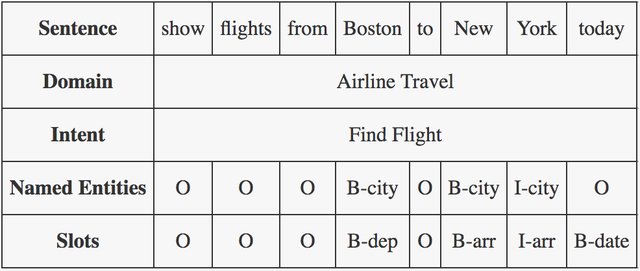 Sentence show flights from Boston to New York today
Domain Airline Travel
Intent Find Flight
Named Entities O O O B-city O B-city I-city O
Slots O O O B-dep O B-arr I-arr B-date